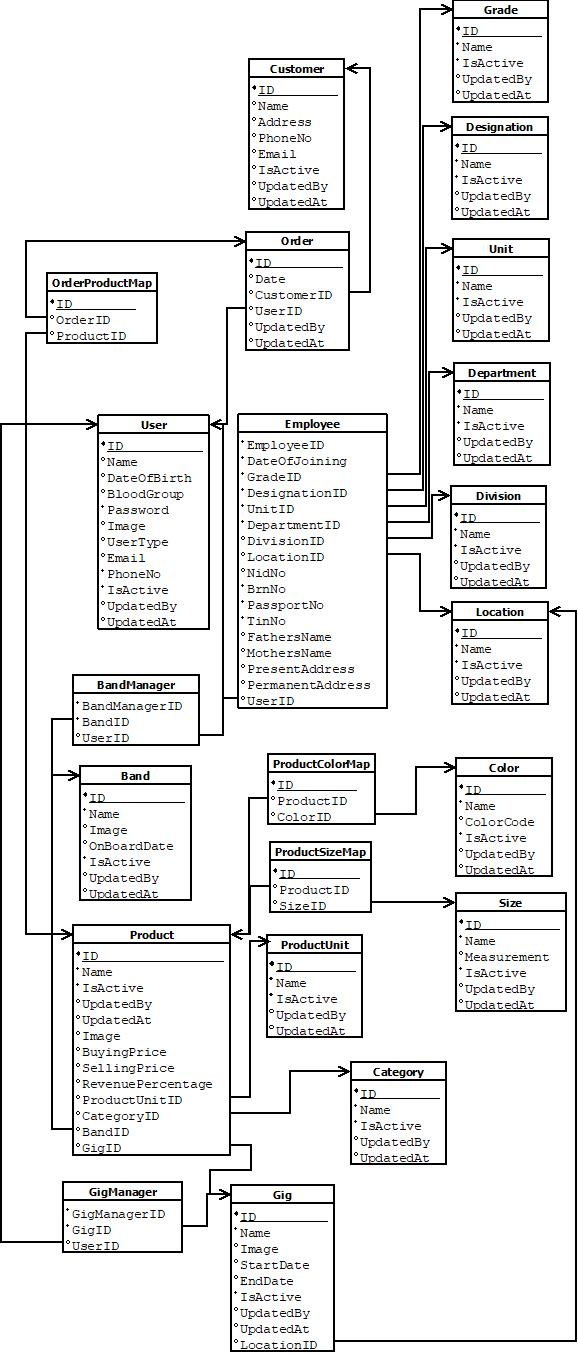 Grade
ID
Name
IsActive
UpdatedBy
UpdatedAt
Customer
ID
Name
Address
PhoneNo
Email
IsActive
UpdatedBy
UpdatedAt
Designation
ID
Name
IsActive
UpdatedBy
UpdatedAt
Order
ID
Date
CustomerID
UserID
UpdatedBy
UpdatedAt
Unit
ID
Name
IsActive
UpdatedBy
UpdatedAt
OrderProductMap
ID
OrderID
ProductID
Department
ID
Name
IsActive
UpdatedBy
UpdatedAt
User
ID
Name
DateOfBirth
BloodGroup
Password
Image
UserType
Email
PhoneNo
IsActive
UpdatedBy
UpdatedAt
Employee
EmployeeID
DateOfJoining
GradeID
DesignationID
UnitID
DepartmentID
DivisionID
LocationID
NidNo
BrnNo
PassportNo
TinNo
FathersName
MothersName
PresentAddress
PermanentAddress
UserID
Division
ID
Name
IsActive
UpdatedBy
UpdatedAt
Location
ID
Name
IsActive
UpdatedBy
UpdatedAt
BandManager
BandManagerID
BandID
UserID
Band
ID
Name
Image
OnBoardDate
IsActive
UpdatedBy
UpdatedAt
ProductColorMap
ID
ProductID
ColorID
Color
ID
Name
ColorCode
IsActive
UpdatedBy
UpdatedAt
ProductSizeMap
ID
ProductID
SizeID
Size
ID
Name
Measurement
IsActive
UpdatedBy
UpdatedAt
Product
ID
Name
IsActive
UpdatedBy
UpdatedAt
Image
BuyingPrice
SellingPrice
RevenuePercentage
ProductUnitID
CategoryID
BandID
GigID
ProductUnit
ID
Name
IsActive
UpdatedBy
UpdatedAt
Category
ID
Name
IsActive
UpdatedBy
UpdatedAt
GigManager
GigManagerID
GigID
UserID
Gig
ID
Name
Image
StartDate
EndDate
IsActive
UpdatedBy
UpdatedAt
LocationID